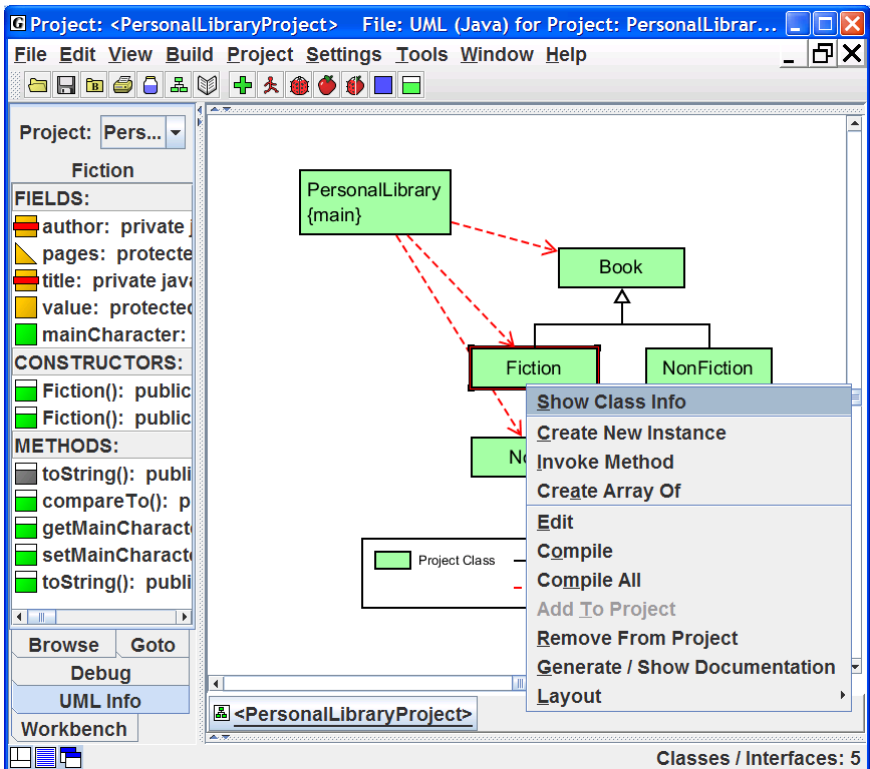 Project: <PersonalLibraryProject> File: UML (Java) for Project: PersonalLibrar...
File Edit View Build Project Settings Tools Window Help
Project: Pers...
Fiction
FIELDS:
author: private j
pages: protecte
title: private java
value: protected
mainCharacter:
CONSTRUCTORS:
Fiction(): public
Fiction(): public
METHODS:
toString(): publi
compareTo(): p
getMainCharact
setMainCharact
toString(): publi
Browse Goto
Debug
UML Info
Workbench
PersonalLibrary
{main}
Book
Fiction
NonFiction
No
Project Class
Show Class Info
Create New Instance
Invoke Method
Create Array Of
Edit
Compile
Compile All
Add To Project
Remove From Project
Generate / Show Documentation
Layout
<PersonalLibraryProject>
Classes / Interfaces: 5